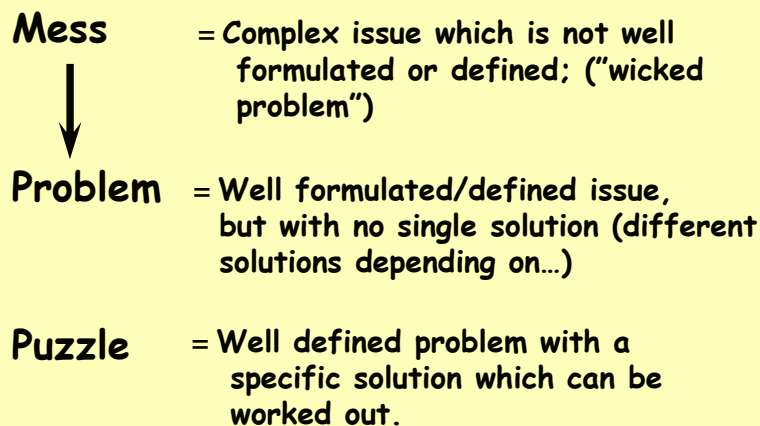 Mess = Complex issue which is not well
formulated or defined; (”wicked
problem”)
Problem = Well formulated/defined issue,
but with no single solution (different
solutions depending on…)
Puzzle = Well defined problem with a
specific solution which can be
worked out.